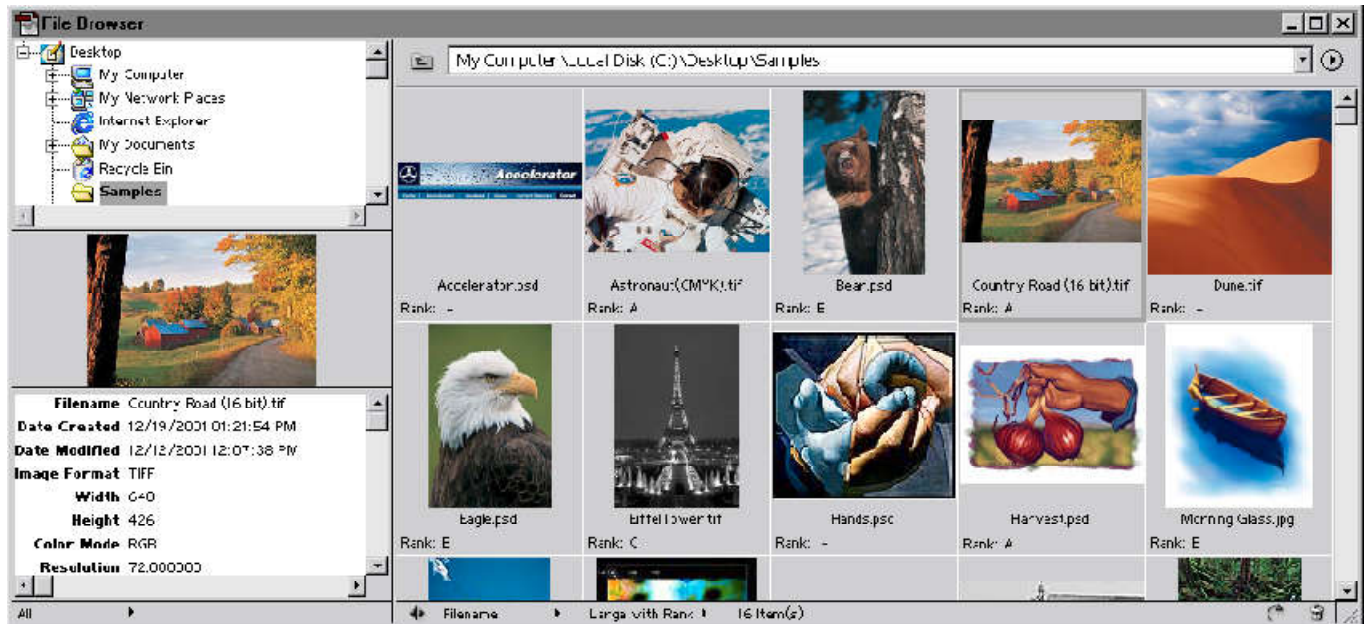 File Browser
Desktop
My Computer
My Network Places
Internet Explorer
My Documents
Recycle Bin
Samples
My Computer\Local Disk (C:)\Desktop\Samples
Accelerator
Accelerator.psd
Rank: -
Astronaut(CMYK).tif
Rank: A
Bear.psd
Rank: E
Country Road (16 bit).tif
Rank: A
Dune.tif
Rank: -
Eagle.psd
Rank: E
Eiffel Tower.tif
Rank: C
Hands.psd
Rank: -
Harvest.psd
Rank: A
Morning Glass.jpg
Rank: E
Filename Country Road (16 bit).tif
Date Created 12/19/2001 01:21:54 PM
Date Modified 12/12/2001 12:07:38 PM
Image Format TIFF
Width 640
Height 426
Color Mode RGB
Resolution 72.000000
All
Filename
Large with Rank
16 Item(s)